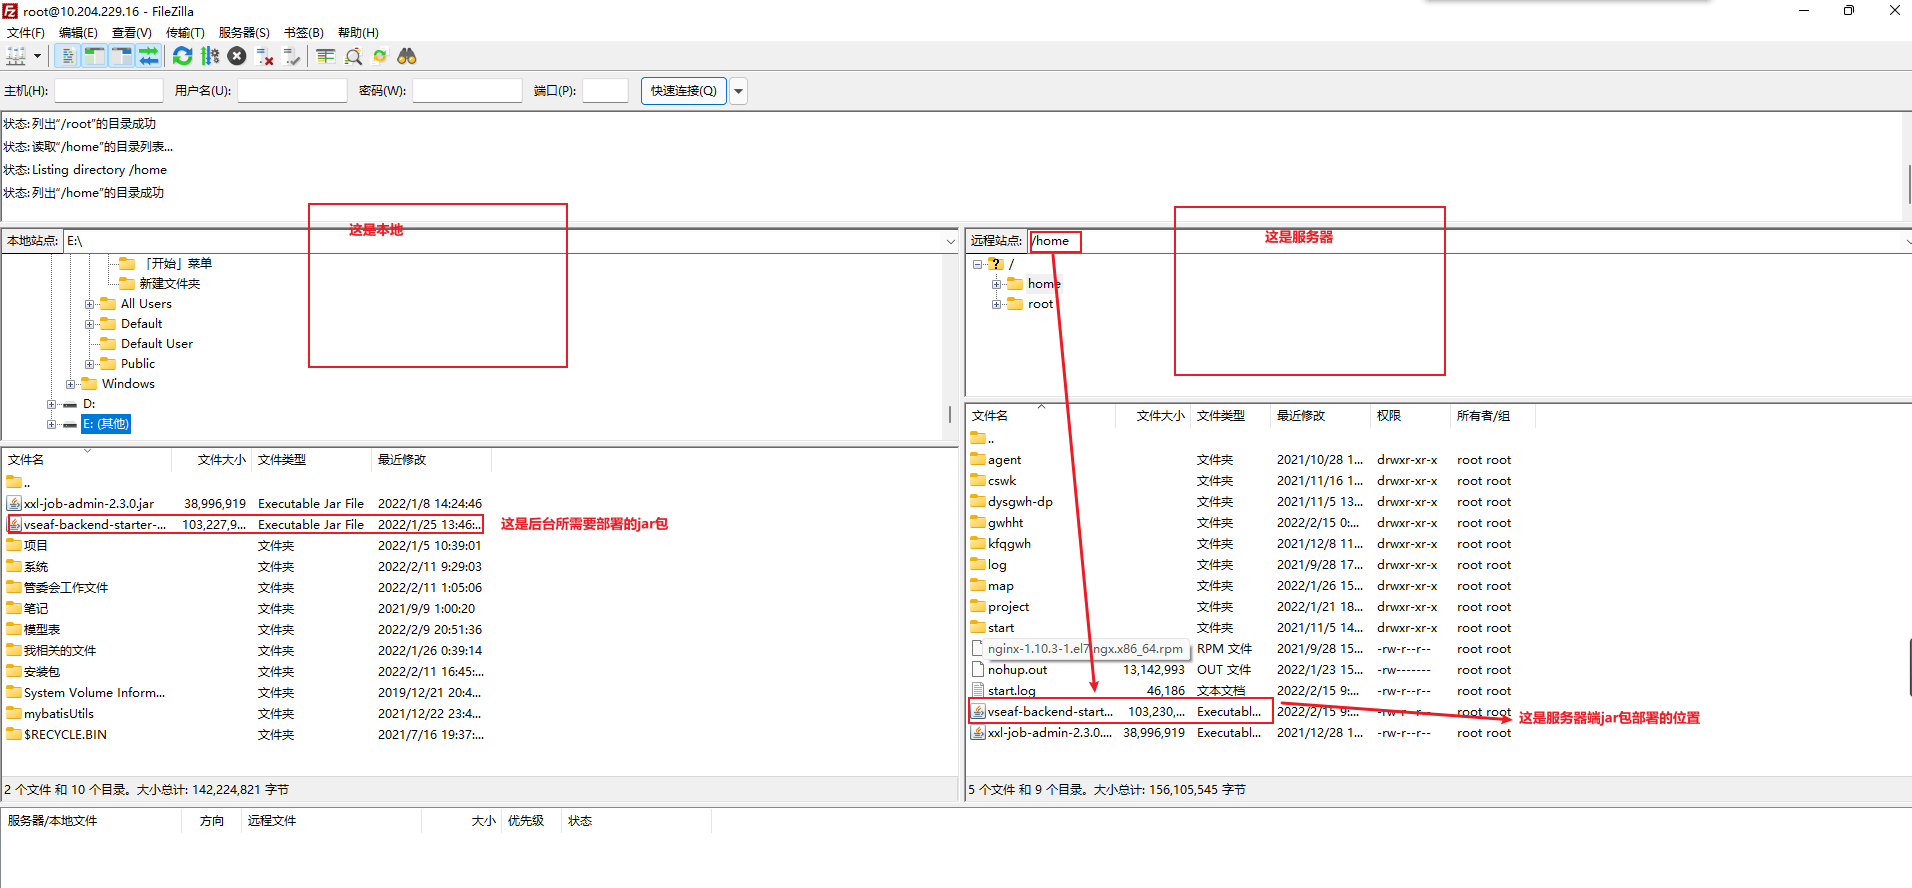 root@10.204.229.16 - FileZilla
文件(F) 编辑(E) 查看(V) 传输(T) 服务器(S) 书签(B) 帮助(H)
主机(H): 用户名(U): 密码(W): 端口(P): 快速连接(Q)
状态: 列出“/root”的目录成功
状态: 读取“/home”的目录列表...
状态: Listing directory /home
状态: 列出“/home”的目录成功
这是本地
本地站点: E:\
「开始」菜单
新建文件夹
All Users
Default
Default User
Public
Windows
D:
E: (其他)
文件名 文件大小 文件类型 最近修改
..
xxl-job-admin-2.3.0.jar 38,996,919 Executable Jar File 2022/1/8 14:24:46
vseaf-backend-starter-... 103,227,9... Executable Jar File 2022/1/25 13:46:...
这是后台所需要部署的jar包
项目 文件夹 2022/1/5 10:39:01
系统 文件夹 2022/2/11 9:29:03
管委会工作文件 文件夹 2022/2/11 1:05:06
笔记 文件夹 2021/9/9 1:00:20
模型表 文件夹 2022/2/9 20:51:36
我相关的文件 文件夹 2022/1/26 0:39:14
安装包 文件夹 2022/2/11 16:45:...
System Volume Inform... 文件夹 2019/12/21 20:4...
mybatisUtils 文件夹 2021/12/22 23:4...
$RECYCLE.BIN 文件夹 2021/7/16 19:37:...
2 个文件 和 10 个目录。大小总计: 142,224,821 字节
这是服务器
远程站点: /home
/
home
root
文件名 文件大小 文件类型 最近修改 权限 所有者/组
..
agent 文件夹 2021/10/28 1... drwxr-xr-x root root
cswk 文件夹 2021/11/16 1... drwxr-xr-x root root
dysgwh-dp 文件夹 2021/11/5 13... drwxr-xr-x root root
gwhht 文件夹 2022/2/15 0:... drwxr-xr-x root root
kfqgwh 文件夹 2021/12/8 11... drwxr-xr-x root root
log 文件夹 2021/9/28 17... drwxr-xr-x root root
map 文件夹 2022/1/26 15... drwxr-xr-x root root
project 文件夹 2022/1/21 18... drwxr-xr-x root root
start 文件夹 2021/11/5 14... drwxr-xr-x root root
nginx-1.10.3-1.el7.ngx.x86_64.rpm RPM 文件 2021/9/28 15... -rw-r--r-- root root
nohup.out 13,142,993 OUT 文件 2022/1/23 15... -rw------- root root
start.log 46,186 文本文档 2022/2/15 9:... -rw-r--r-- root root
vseaf-backend-start... 103,230,... Executabl... 2022/2/15 9:... -rw-r--r-- root root
这是服务器端jar包部署的位置
xxl-job-admin-2.3.0.... 38,996,919 Executabl... 2021/12/28 1... -rw-r--r-- root root
5 个文件 和 9 个目录。大小总计: 156,105,545 字节
服务器/本地文件 方向 远程文件 大小 优先级 状态